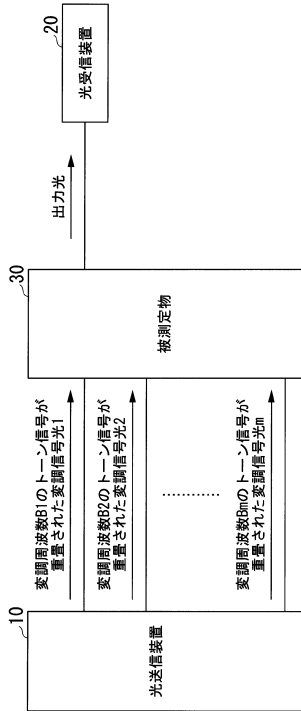 10
光送信装置
変調周波数B1のトーン信号が
重畳された変調信号光1
変調周波数B2のトーン信号が
重畳された変調信号光2
………
変調周波数Bmのトーン信号が
重畳された変調信号光m
30
被測定物
出力光
20
光受信装置